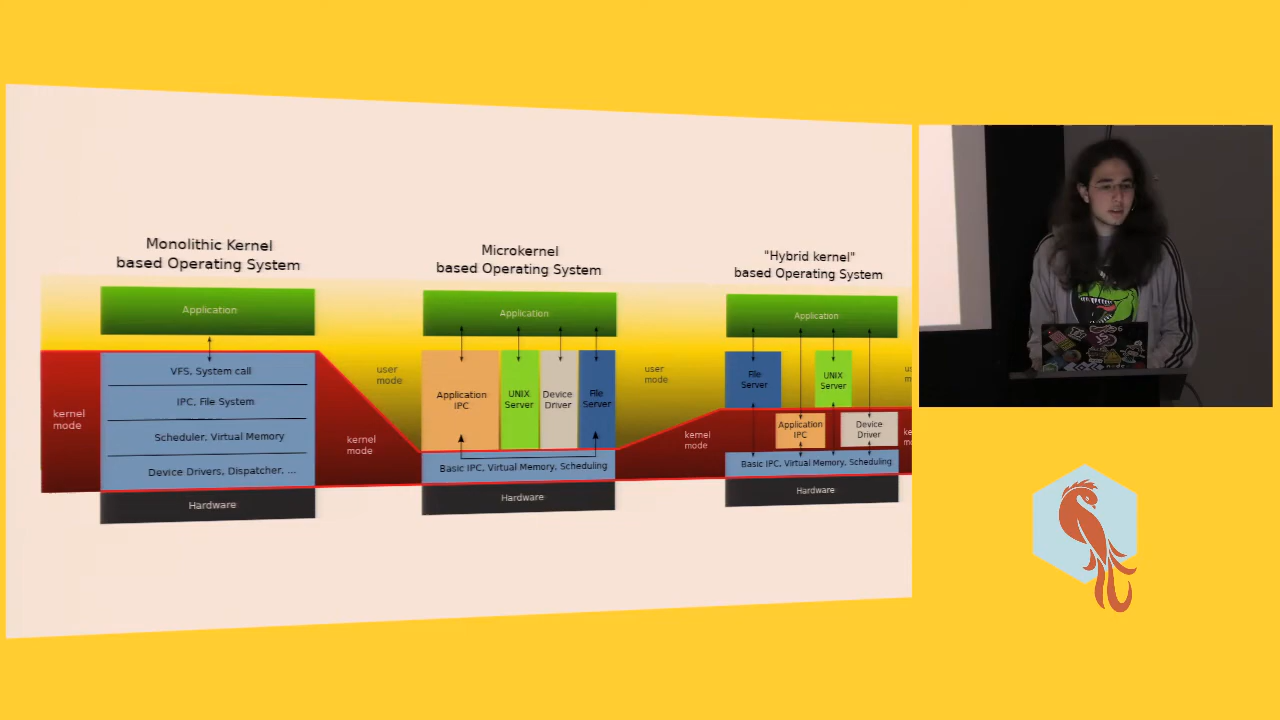 Monolithic Kernel
based Operating System
Application
VFS, System call
IPC, File System
Scheduler, Virtual Memory
Device Drivers, Dispatcher, ...
Hardware
kernel
mode
kernel
mode
user
mode
Microkernel
based Operating System
Application
Application
IPC
UNIX
Server
Device
Driver
File
Server
Basic IPC, Virtual Memory, Scheduling
Hardware
user
mode
kernel
mode
"Hybrid kernel"
based Operating System
Application
File
Server
UNIX
Server
Application
IPC
Device
Driver
Basic IPC, Virtual Memory, Scheduling
Hardware